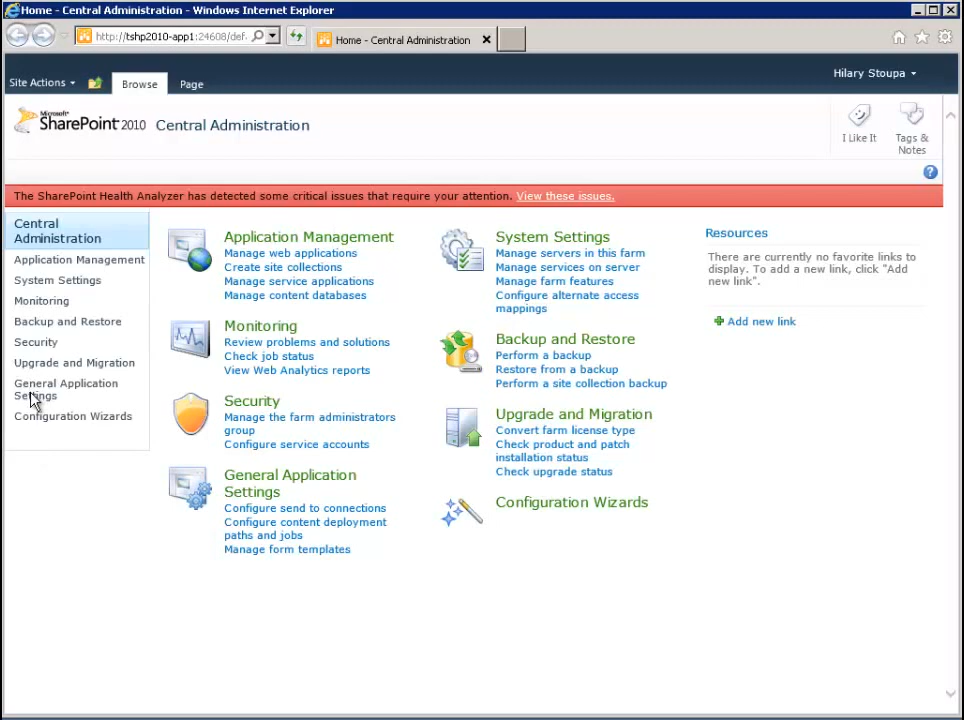 Home - Central Administration - Windows Internet Explorer
http://tshp2010-app1:24608/def.
Home - Central Administration
Site Actions
Browse
Page
Hilary Stoupa
Microsoft
SharePoint 2010
Central Administration
I Like It
Tags &
Notes
The SharePoint Health Analyzer has detected some critical issues that require your attention. View these issues.
Central
Administration
Application Management
System Settings
Monitoring
Backup and Restore
Security
Upgrade and Migration
General Application
Settings
Configuration Wizards
Application Management
Manage web applications
Create site collections
Manage service applications
Manage content databases
Monitoring
Review problems and solutions
Check job status
View Web Analytics reports
Security
Manage the farm administrators
group
Configure service accounts
General Application
Settings
Configure send to connections
Configure content deployment
paths and jobs
Manage form templates
System Settings
Manage servers in this farm
Manage services on server
Manage farm features
Configure alternate access
mappings
Backup and Restore
Perform a backup
Restore from a backup
Perform a site collection backup
Upgrade and Migration
Convert farm license type
Check product and patch
installation status
Check upgrade status
Configuration Wizards
Resources
There are currently no favorite links to
display. To add a new link, click "Add
new link".
Add new link